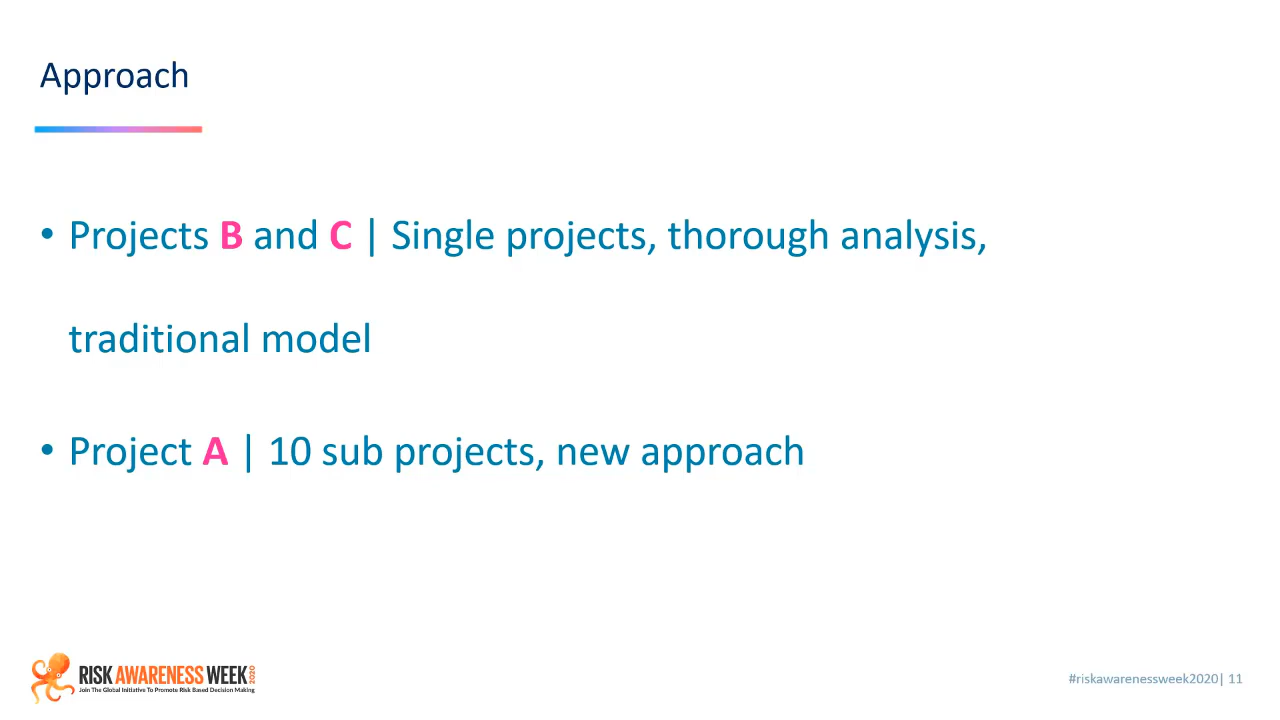 Approach
• Projects B and C | Single projects, thorough analysis,
traditional model
• Project A | 10 sub projects, new approach
RISK AWARENESS WEEK 2020
Join The Global Initiative To Promote Risk Based Decision Making
#riskawarenessweek2020| 11